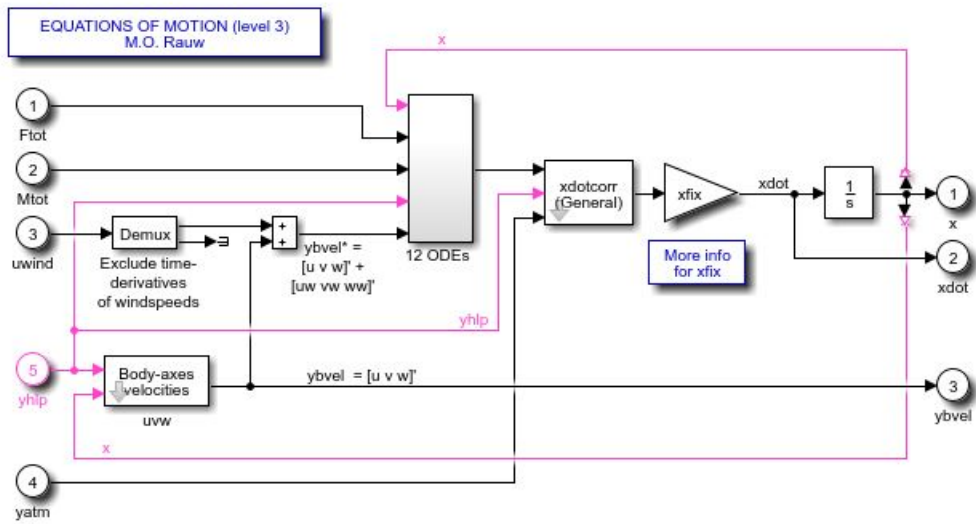 EQUATIONS OF MOTION (level 3)
M.O. Rauw
x
1
Ftot
2
Mtot
3
uwind
Demux
Exclude time-
derivatives
of windspeeds
+
+
ybvel* =
[u v w]' +
[uw vw ww]'
12 ODEs
xdotcorr
(General)
xfix
More info
for xfix
xdot
1
s
1
x
2
xdot
yhlp
5
yhlp
Body-axes
velocities
uvw
ybvel = [u v w]'
3
ybvel
x
4
yatm